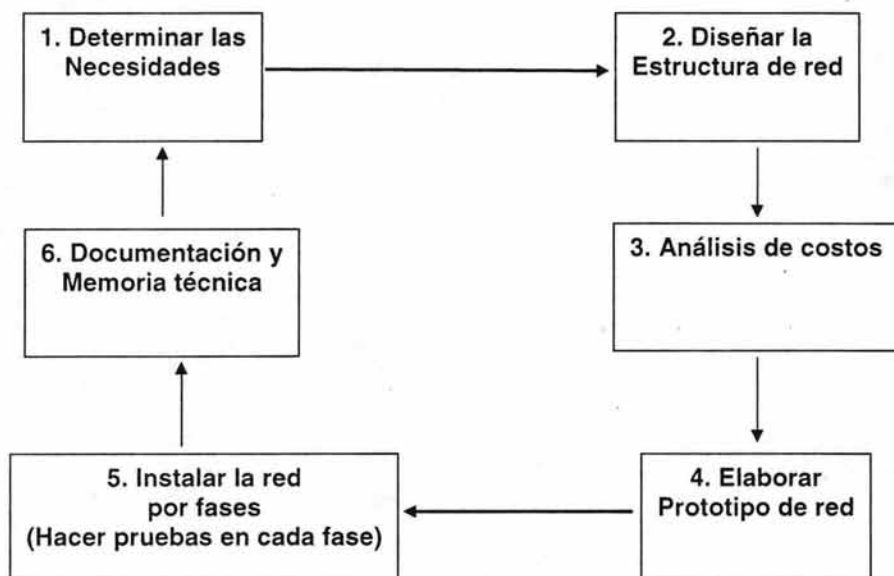 1. Determinar las
Necesidades
2. Diseñar la
Estructura de red
3. Análisis de costos
4. Elaborar
Prototipo de red
5. Instalar la red
por fases
(Hacer pruebas en cada fase)
6. Documentación y
Memoria técnica